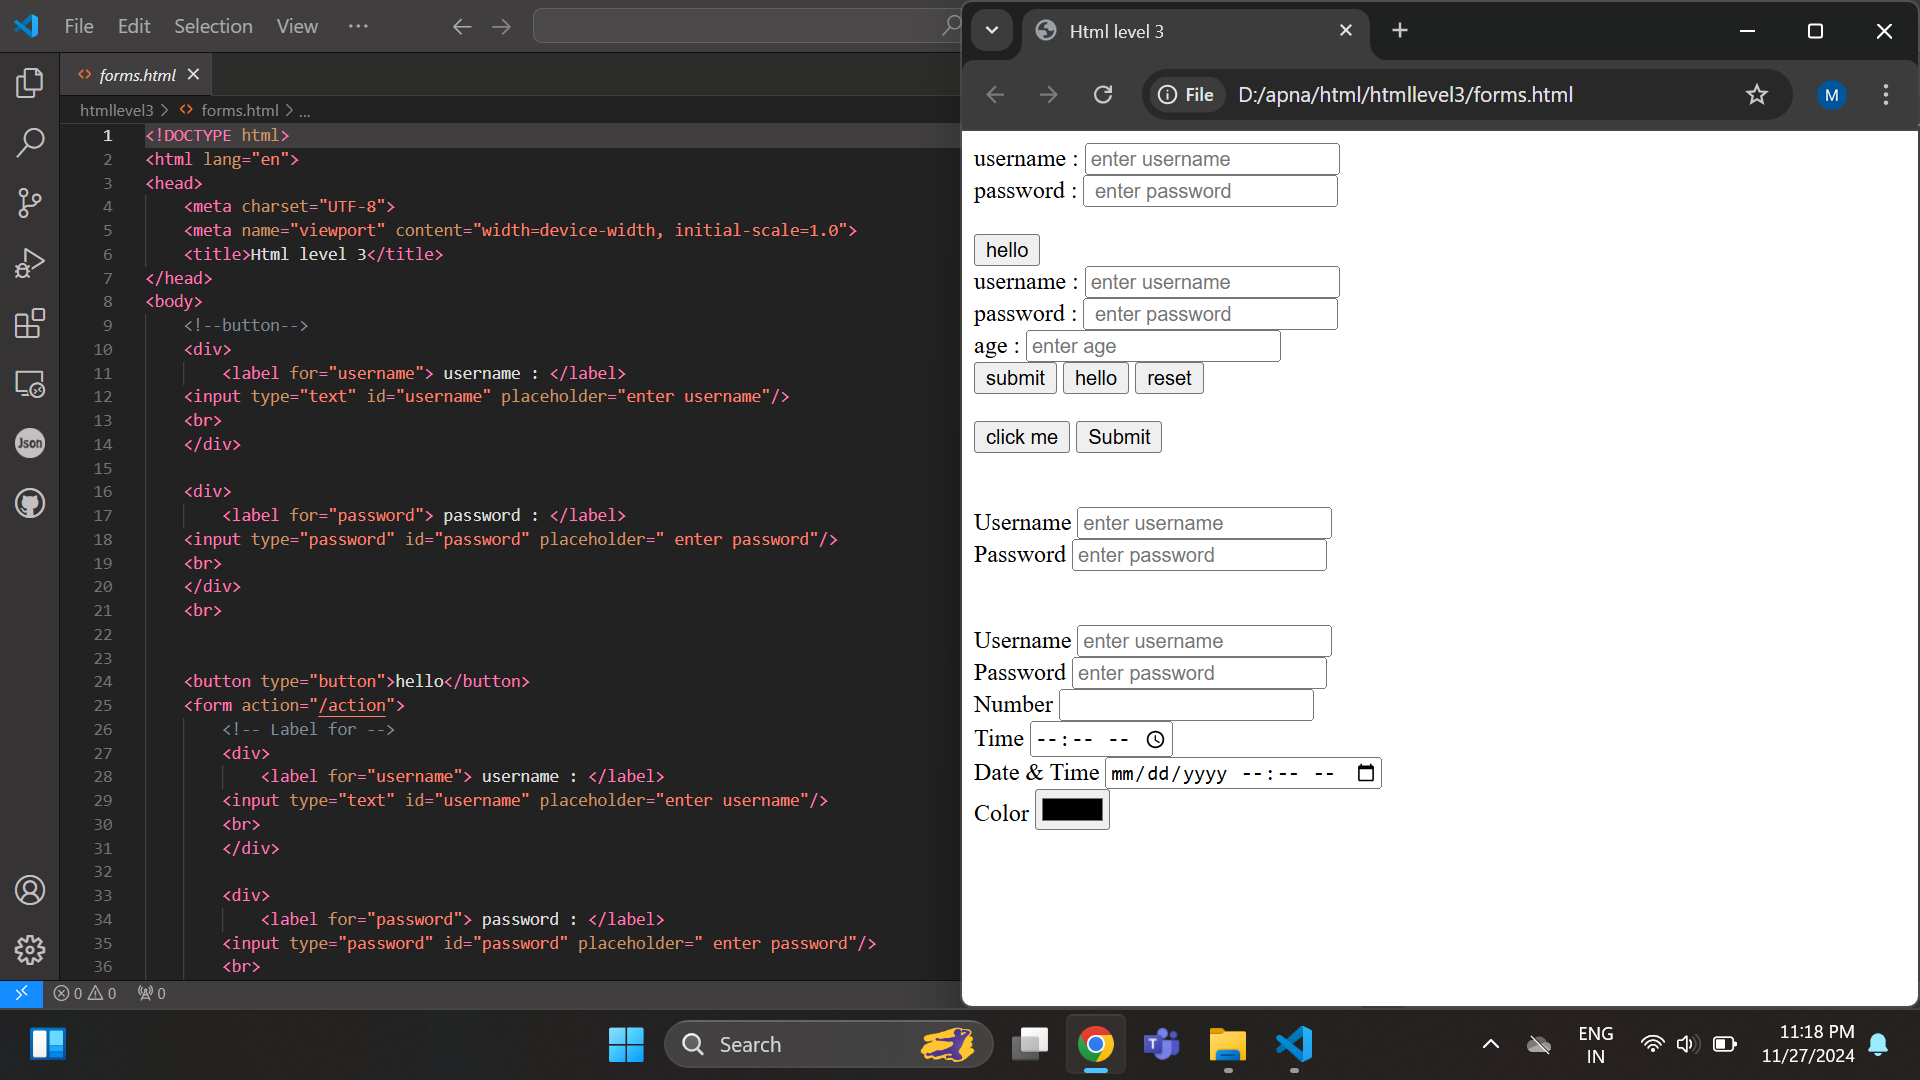 File Edit Selection View ···
forms.html
htmllevel3 > forms.html > ...
1 <!DOCTYPE html>
2 <html lang="en">
3 <head>
4 <meta charset="UTF-8">
5 <meta name="viewport" content="width=device-width, initial-scale=1.0">
6 <title>Html level 3</title>
7 </head>
8 <body>
9 <!--button-->
10 <div>
11 <label for="username"> username : </label>
12 <input type="text" id="username" placeholder="enter username"/>
13 <br>
14 </div>
15
16 <div>
17 <label for="password"> password : </label>
18 <input type="password" id="password" placeholder=" enter password"/>
19 <br>
20 </div>
21 <br>
22
23
24 <button type="button">hello</button>
25 <form action="/action">
26 <!-- Label for -->
27 <div>
28 <label for="username"> username : </label>
29 <input type="text" id="username" placeholder="enter username"/>
30 <br>
31 </div>
32
33 <div>
34 <label for="password"> password : </label>
35 <input type="password" id="password" placeholder=" enter password"/>
36 <br>
Json
0 0 0
Html level 3
File D:/apna/html/htmllevel3/forms.html
M
username : enter username
password : enter password
hello
username : enter username
password : enter password
age : enter age
submit hello reset
click me Submit
Username enter username
Password enter password
Username enter username
Password enter password
Number
Time --:-- --
Date & Time mm/dd/yyyy --:-- --
Color
Search
T
ENG
IN
11:18 PM
11/27/2024